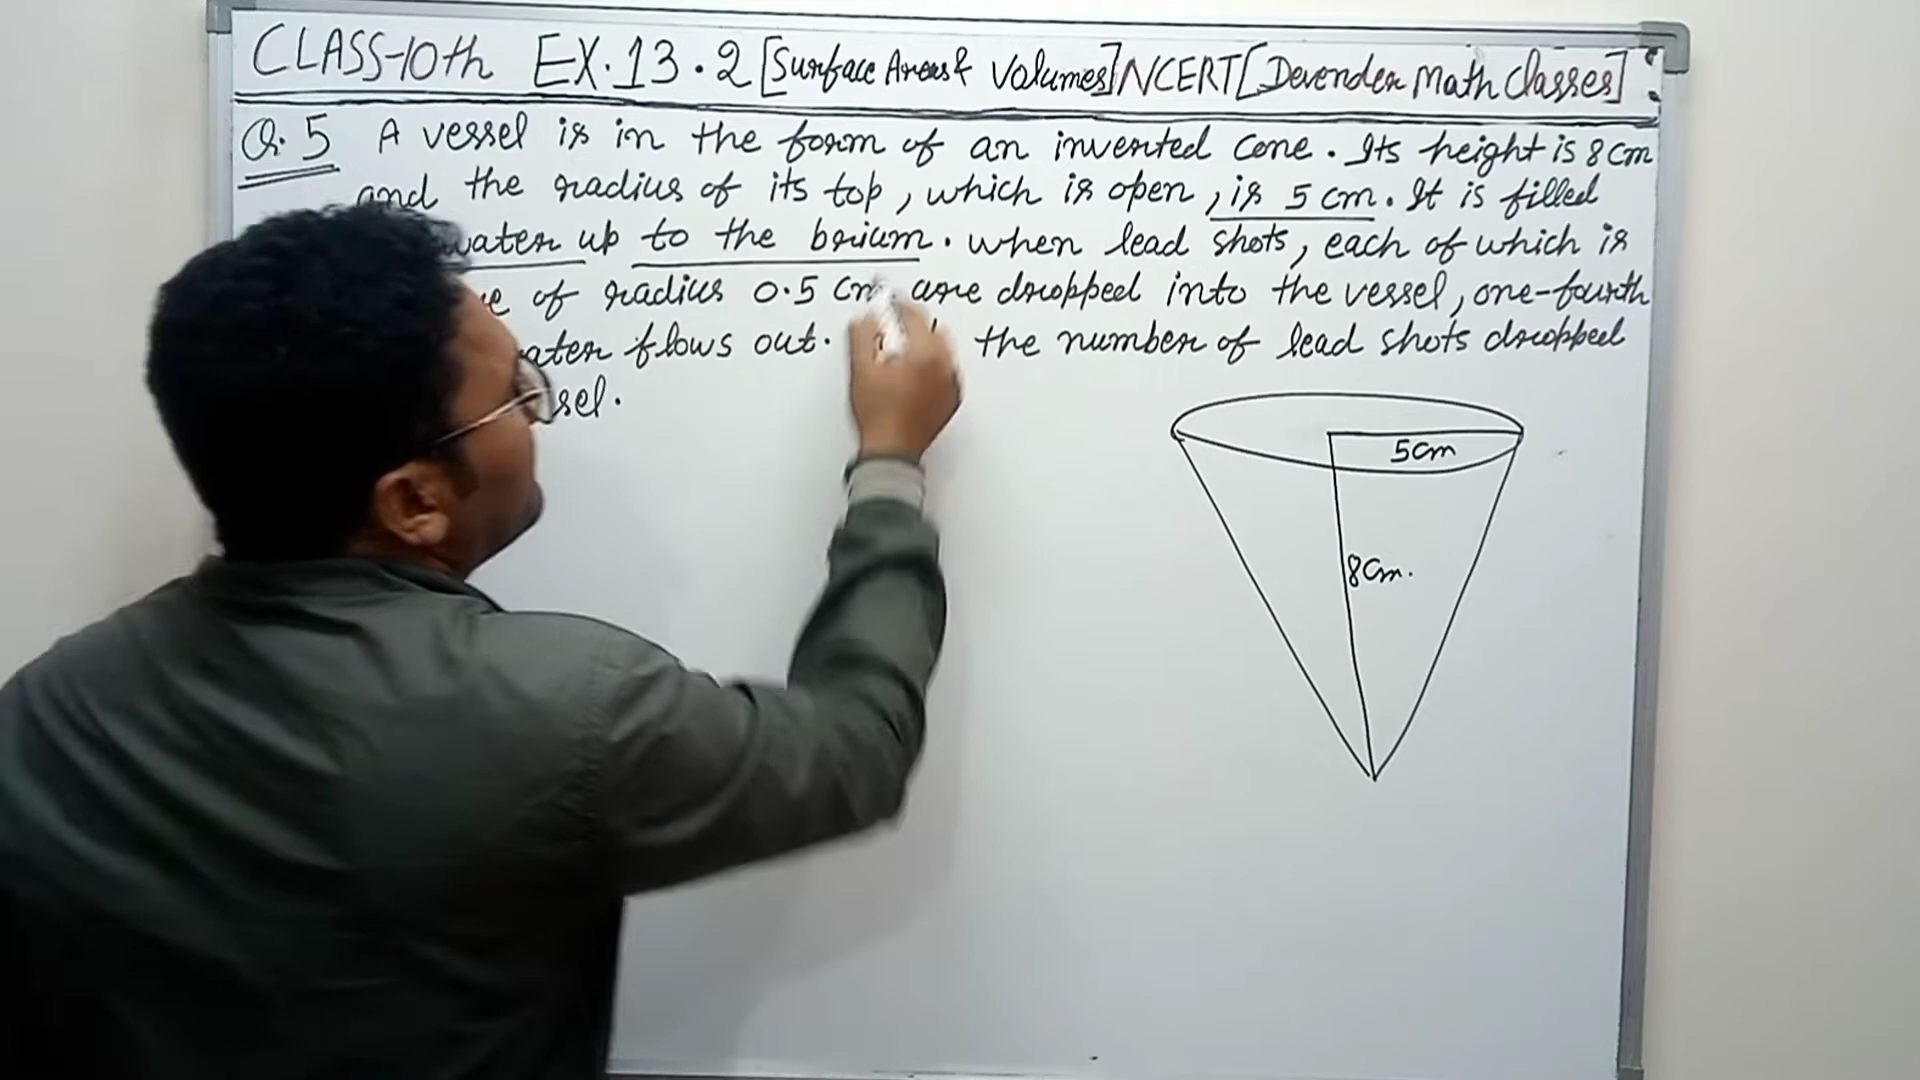 CLASS-10th EX.13.2 [Surface Areas & Volumes] NCERT [Devender Math Classes] :
Q.5 A vessel is in the form of an inverted cone. Its height is 8 cm
and the radius of its top, which is open, is 5 cm. It is filled
water up to the brium. when lead shots, each of which is
of radius 0.5 cm are dropped into the vessel, one-fourth
water flows out. the number of lead shots dropped
5cm
8cm.